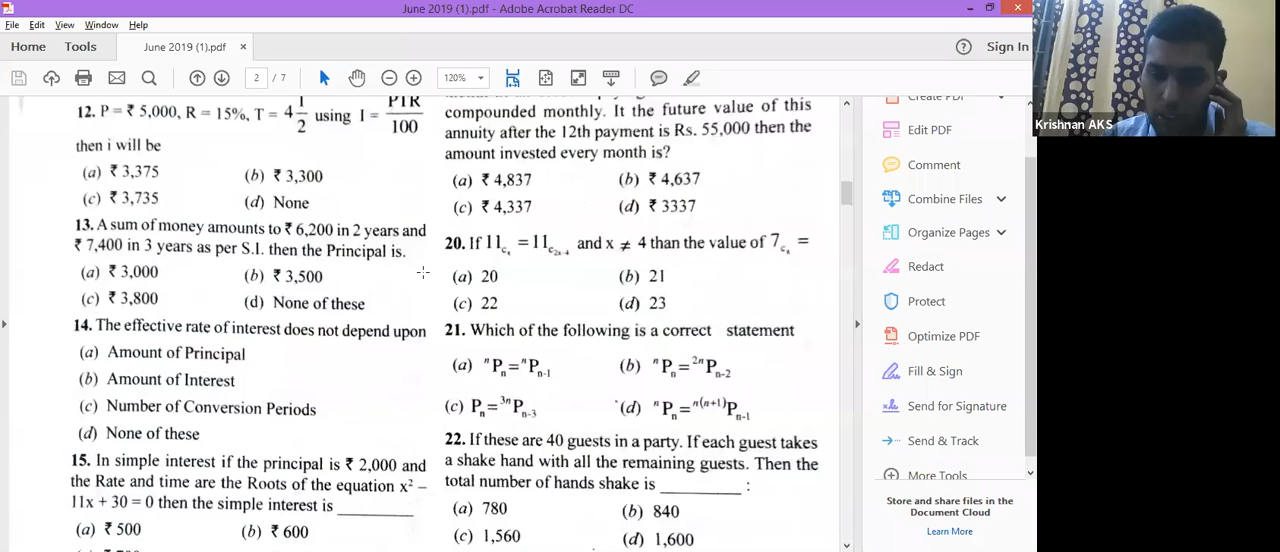 June 2019 (1).pdf - Adobe Acrobat Reader DC
File Edit View Window Help
Home Tools June 2019 (1).pdf × Sign In
2 / 7 120%
12. P = ₹ 5,000, R = 15%, T = 4 1/2 using I = PTR/100
then i will be
(a) ₹ 3,375 (b) ₹ 3,300
(c) ₹ 3,735 (d) None
13. A sum of money amounts to ₹ 6,200 in 2 years and
₹ 7,400 in 3 years as per S.I. then the Principal is.
(a) ₹ 3,000 (b) ₹ 3,500
(c) ₹ 3,800 (d) None of these
14. The effective rate of interest does not depend upon
(a) Amount of Principal
(b) Amount of Interest
(c) Number of Conversion Periods
(d) None of these
15. In simple interest if the principal is ₹ 2,000 and
the Rate and time are the Roots of the equation x² –
11x + 30 = 0 then the simple interest is ________
(a) ₹ 500 (b) ₹ 600
compounded monthly. It the future value of this
annuity after the 12th payment is Rs. 55,000 then the
amount invested every month is?
(a) ₹ 4,837 (b) ₹ 4,637
(c) ₹ 4,337 (d) ₹ 3337
20. If 11cₓ = 11c₂ₓ₋₄ and x ≠ 4 than the value of 7cₓ =
(a) 20 (b) 21
(c) 22 (d) 23
21. Which of the following is a correct statement
(a) ⁿPₙ = ⁿPₙ₋₁ (b) ⁿPₙ = ²ⁿPₙ₋₂
(c) Pₙ = ³ⁿPₙ₋₃ (d) ⁿPₙ = ⁿ⁽ⁿ⁺¹⁾Pₙ₋₁
22. If these are 40 guests in a party. If each guest takes
a shake hand with all the remaining guests. Then the
total number of hands shake is ________ :
(a) 780 (b) 840
(c) 1,560 (d) 1,600
Create PDF
Edit PDF
Comment
Combine Files
Organize Pages
Redact
Protect
Optimize PDF
Fill & Sign
Send for Signature
Send & Track
More Tools
Store and share files in the
Document Cloud
Learn More
Krishnan AKS